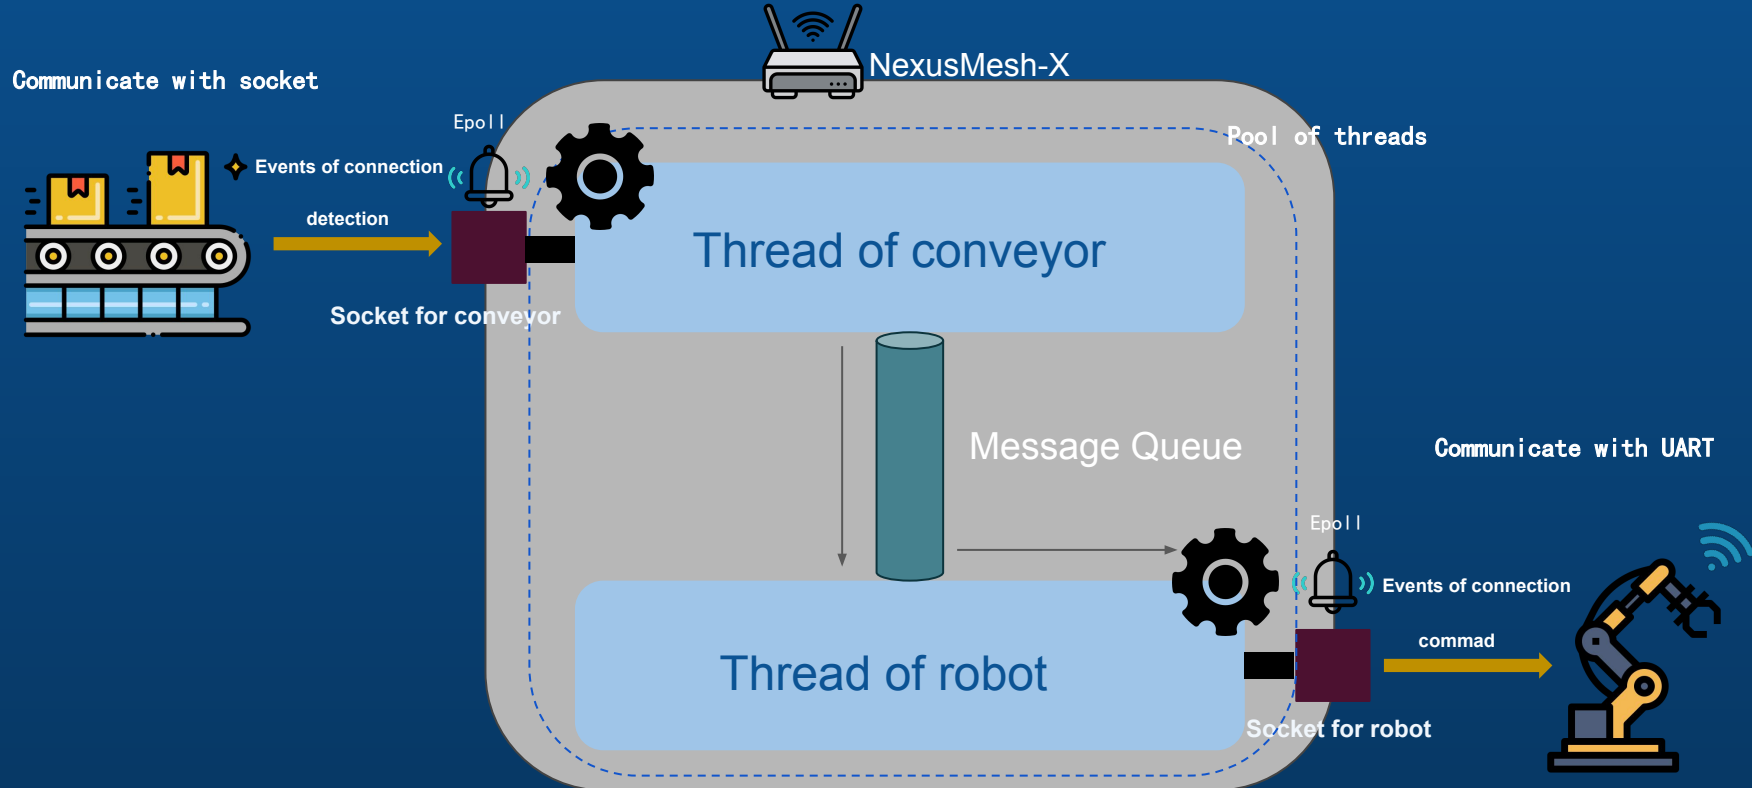 NexusMesh-X
Communicate with socket
Epoll
Pool of threads
Events of connection
detection
Thread of conveyor
Socket for conveyor
Message Queue
Communicate with UART
Epoll
Events of connection
commad
Thread of robot
Socket for robot